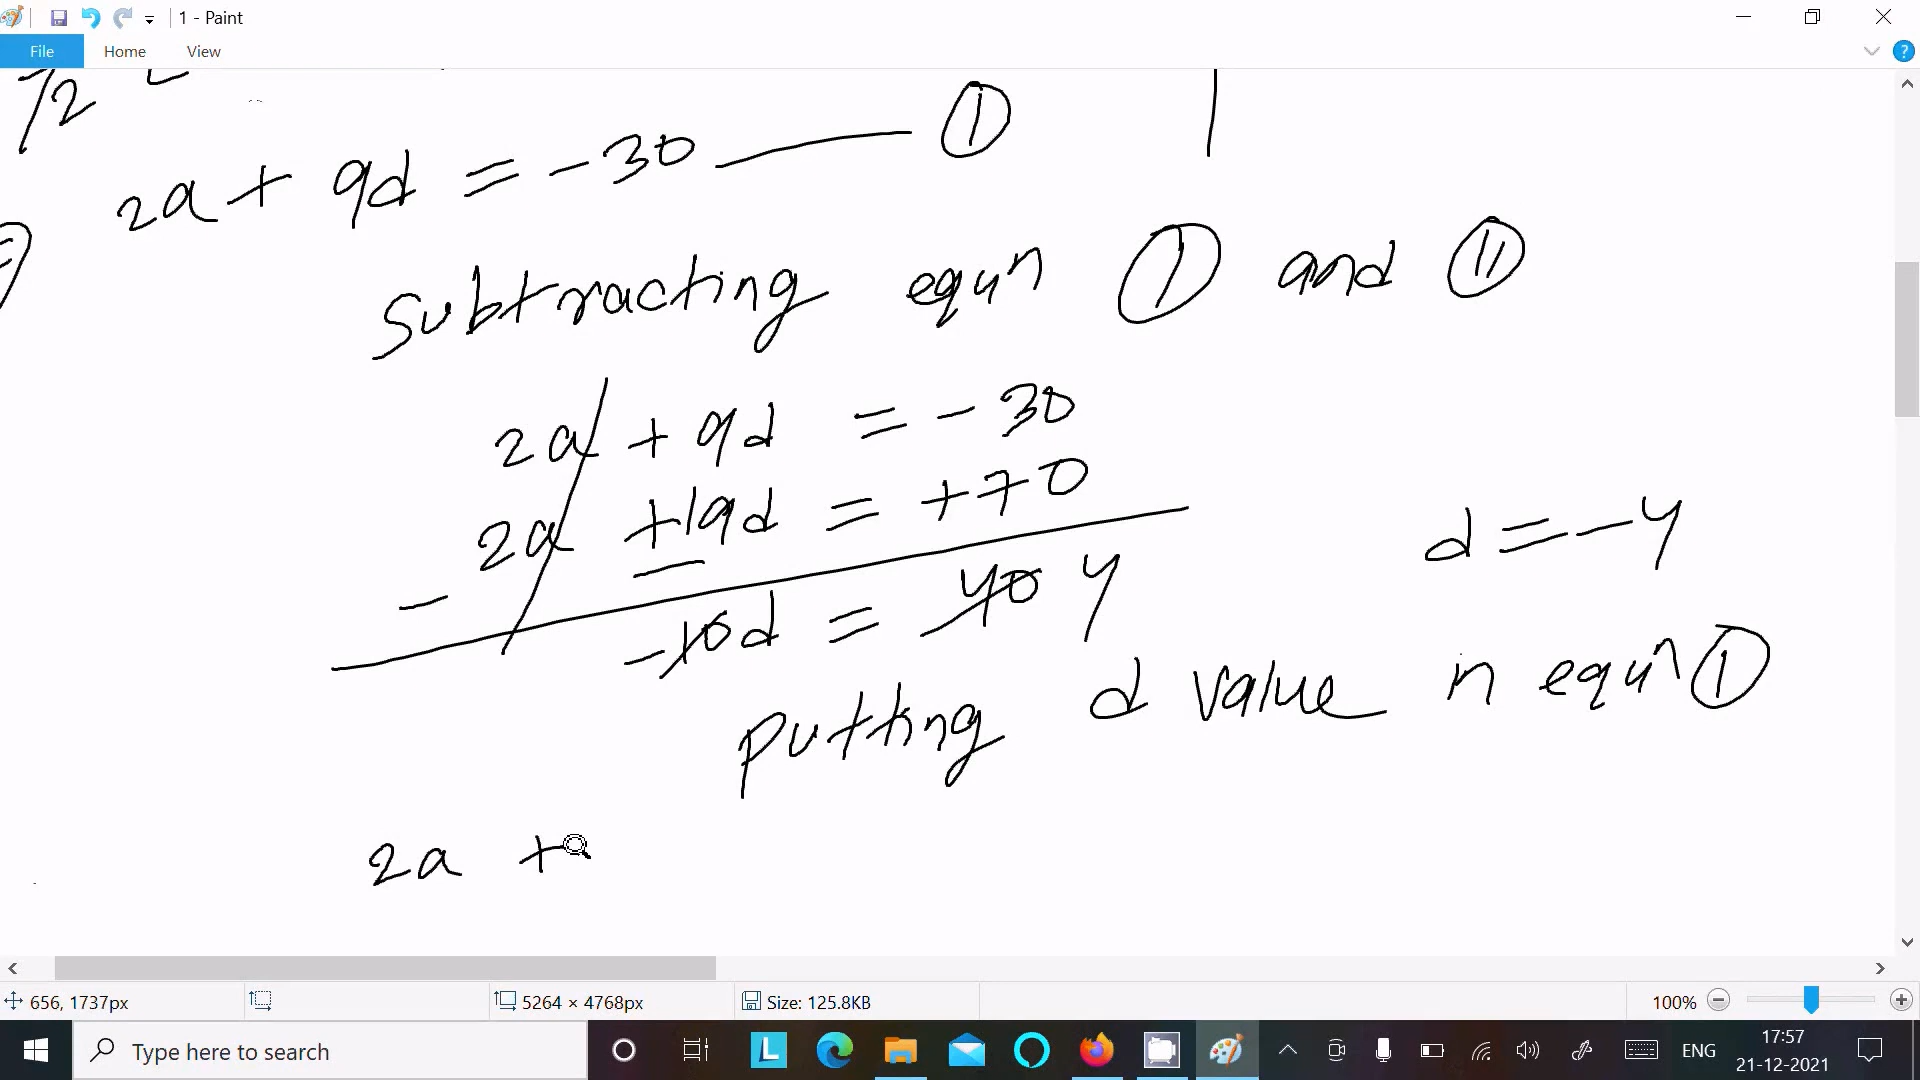 1 - Paint
File Home View
1/2
2a + 9d = -30 ——— I
subtracting equn I and II
2a + 9d = -30
2a +19d = +70
-10d = 40 4
d = -4
putting d value in equn I
2a +
656, 1737px 5264 × 4768px Size: 125.8KB 100%
Type here to search
L
ENG
17:57
21-12-2021